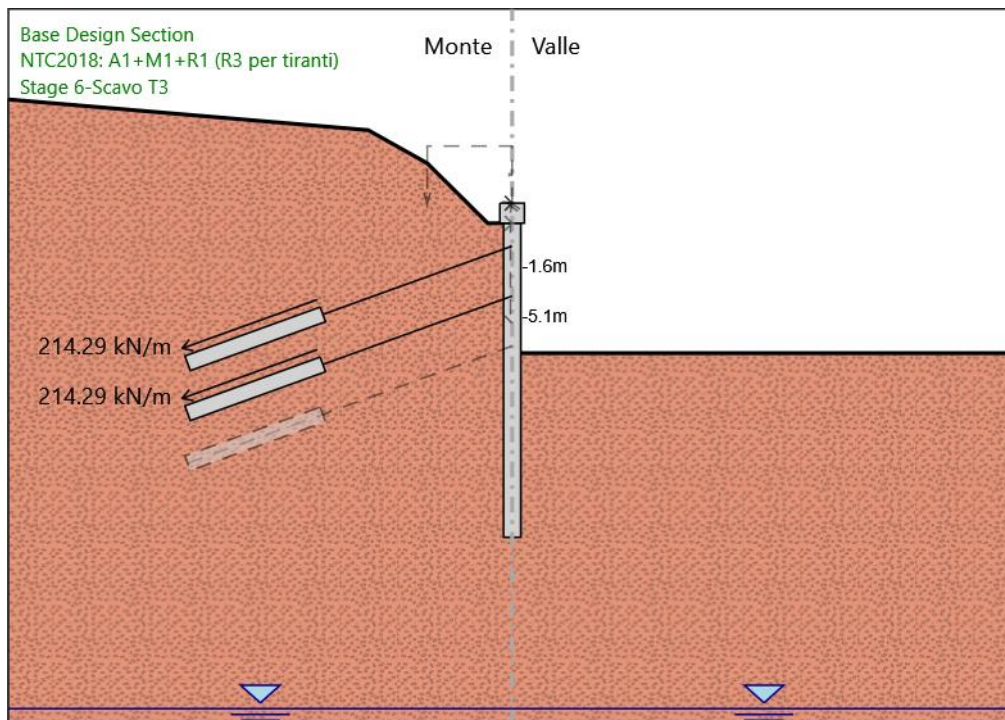 Base Design Section
NTC2018: A1+M1+R1 (R3 per tiranti)
Stage 6-Scavo T3
Monte Valle
-1.6m
-5.1m
214.29 kN/m
214.29 kN/m